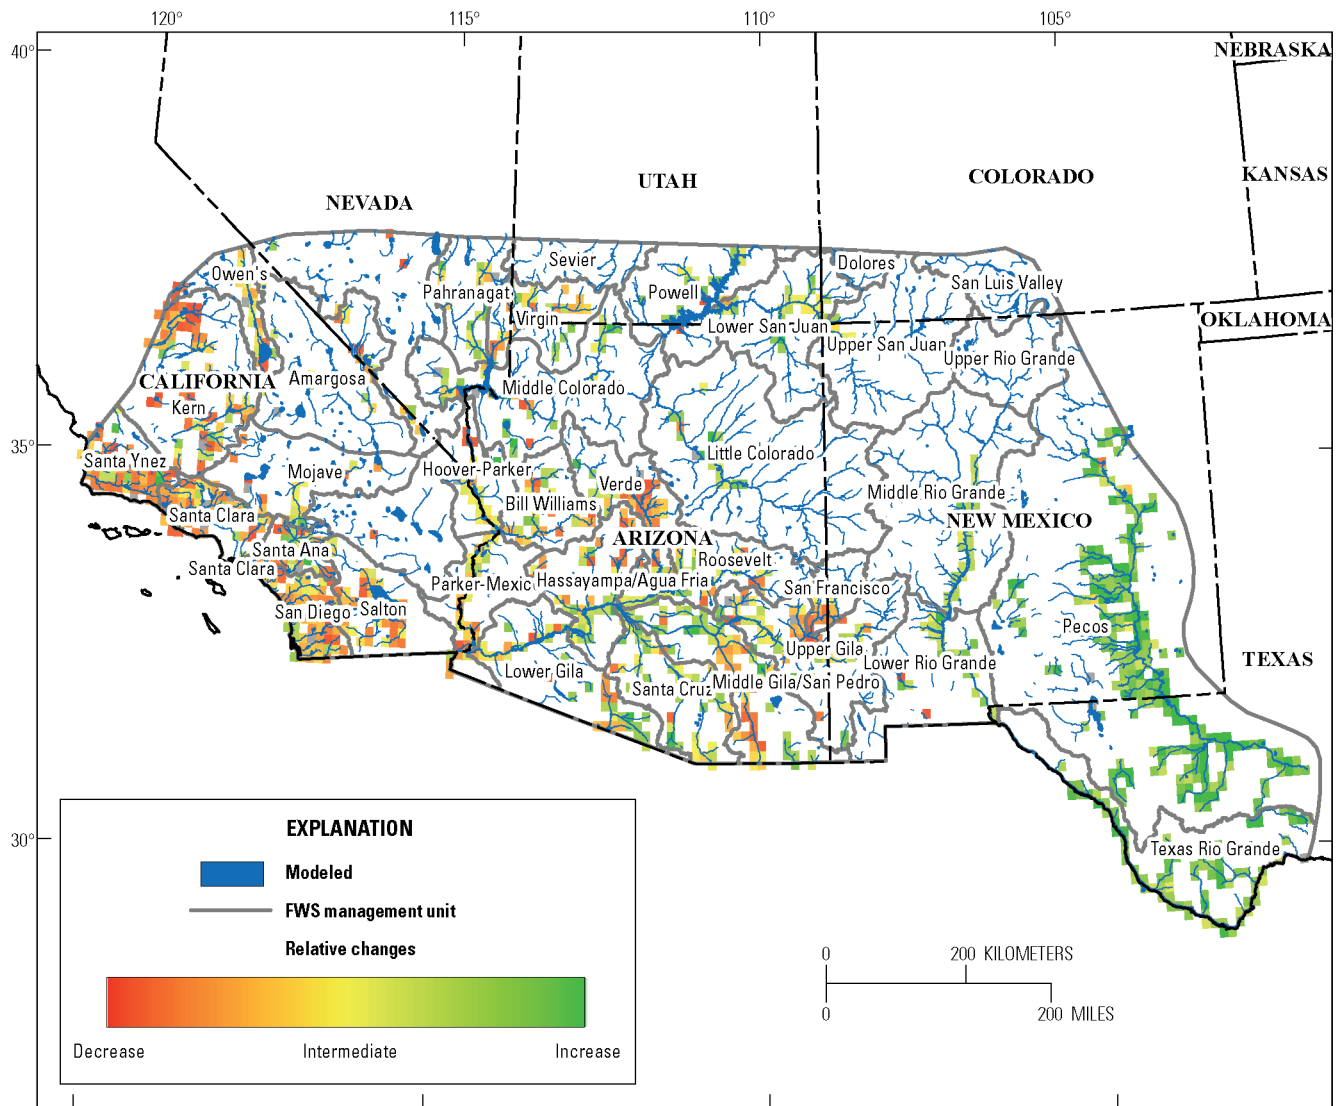 120°
115°
110°
105°
40°
NEBRASKA
KANSAS
UTAH
COLORADO
NEVADA
Owen's
Sevier
Dolores
San Luis Valley
Pahranagat
Powell
Virgin
Lower San Juan
OKLAHOMA
Upper San Juan
Upper Rio Grande
CALIFORNIA
Amargosa
Middle Colorado
Kern
35°
Santa Ynez
Mojave
Hoover-Parker
Little Colorado
Verde
Bill Williams
Middle Rio Grande
Santa Clara
NEW MEXICO
ARIZONA
Santa Ana
Santa Clara
Roosevelt
Parker-Mexic
Hassayampa/Agua Fria
San Francisco
San Diego
Salton
Pecos
Upper Gila
TEXAS
Lower Gila
Lower Rio Grande
Santa Cruz
Middle Gila/San Pedro
30°
Texas Rio Grande
EXPLANATION
Modeled
FWS management unit
Relative changes
Decrease
Intermediate
Increase
0
200 KILOMETERS
0
200 MILES